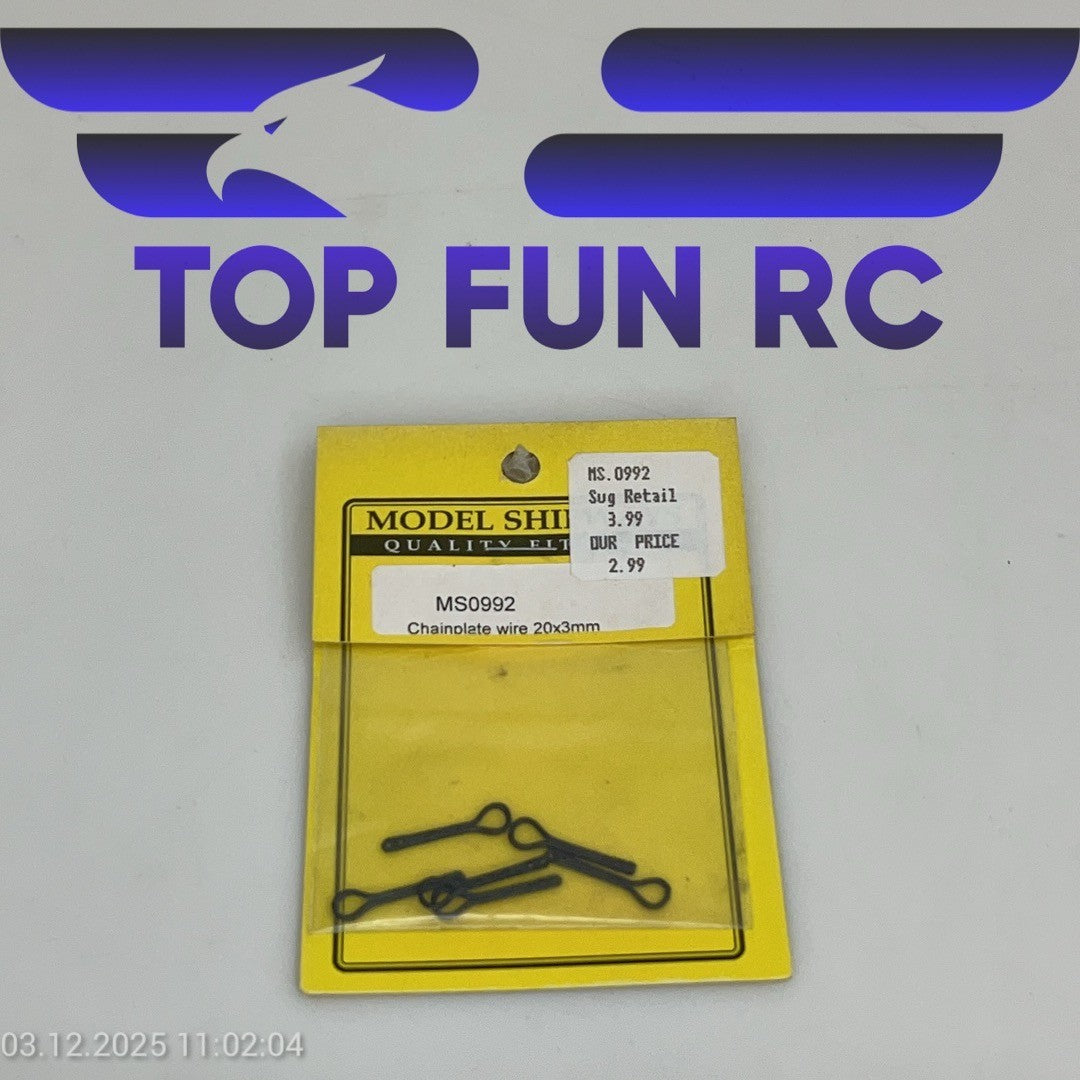 TOP FUN RC
MS.0992
Sug Retail
3.99
OUR PRICE
2.99
MODEL
QUALITY
MS0992
Chainplate wire 20x3mm
03.12.2025 11:02:04